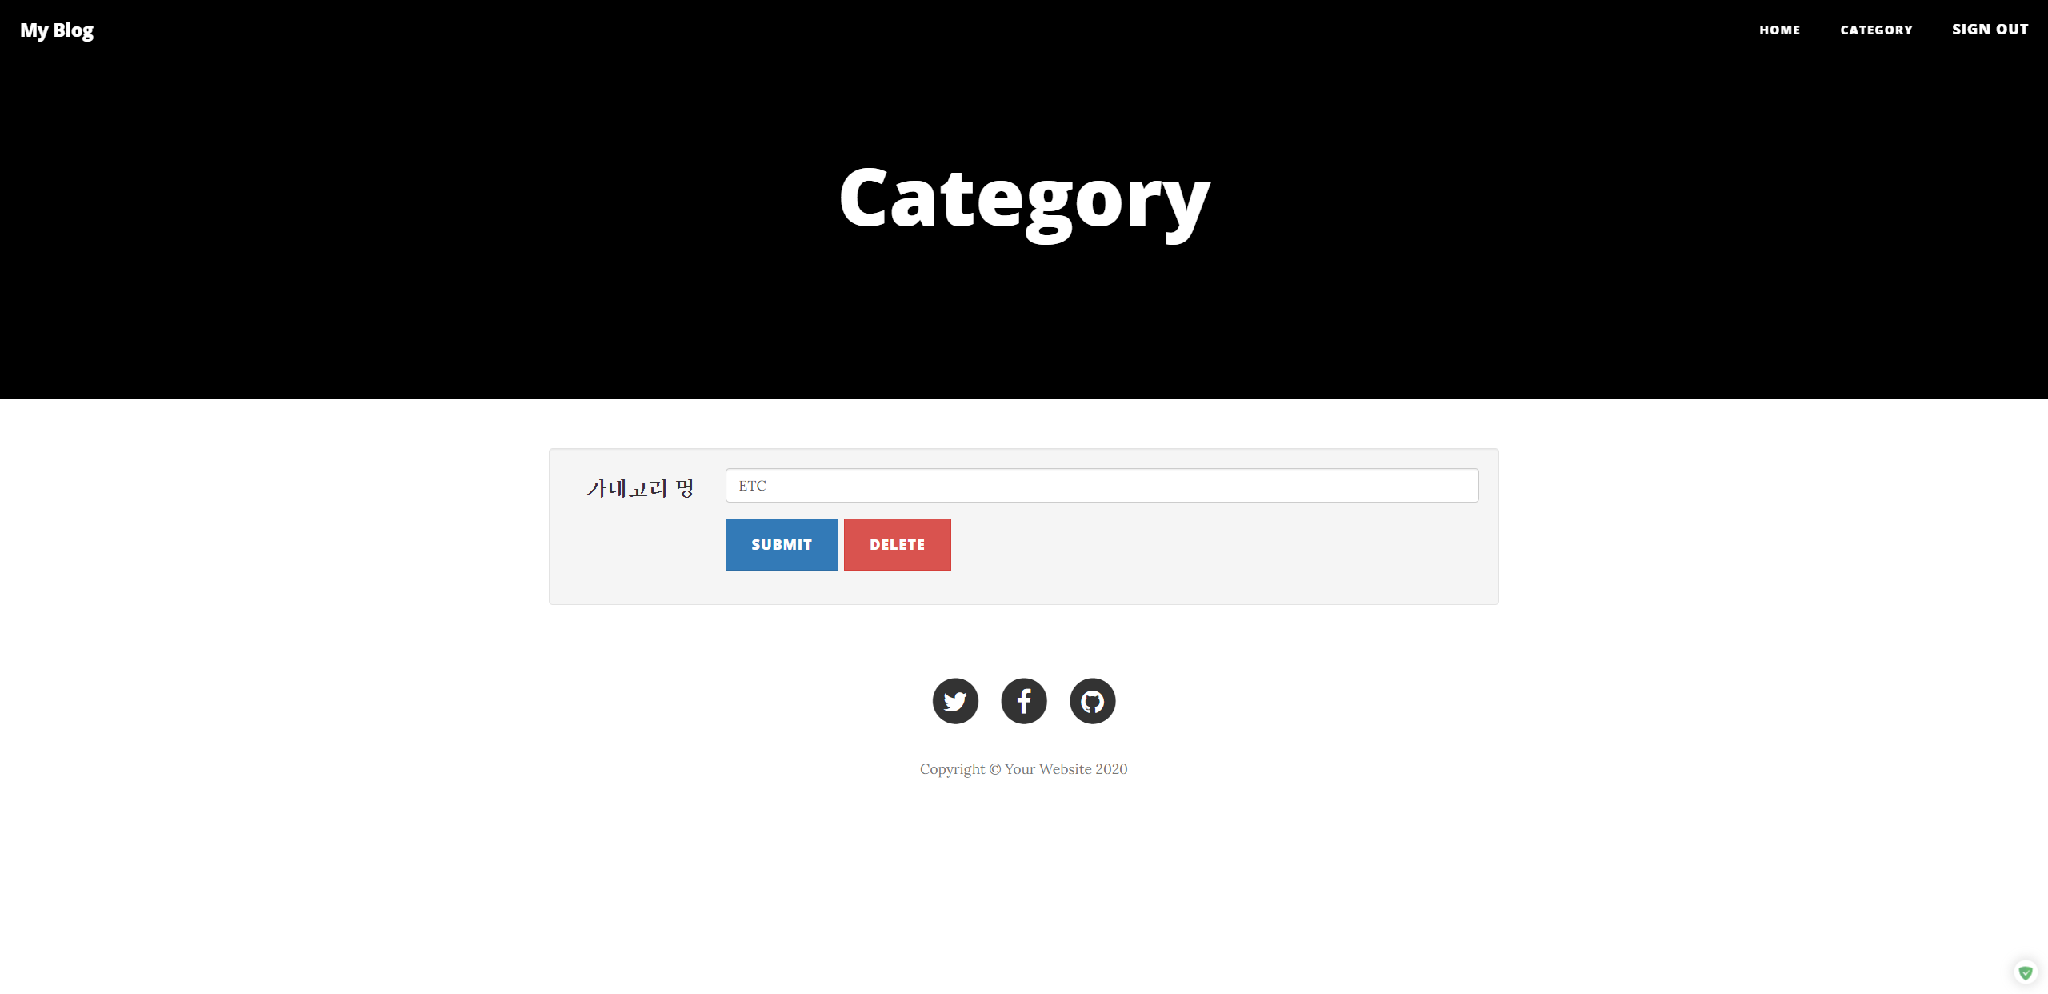 My Blog
HOME
CATEGORY
SIGN OUT
Category
카테고리 명
ETC
SUBMIT
DELETE
Copyright © Your Website 2020